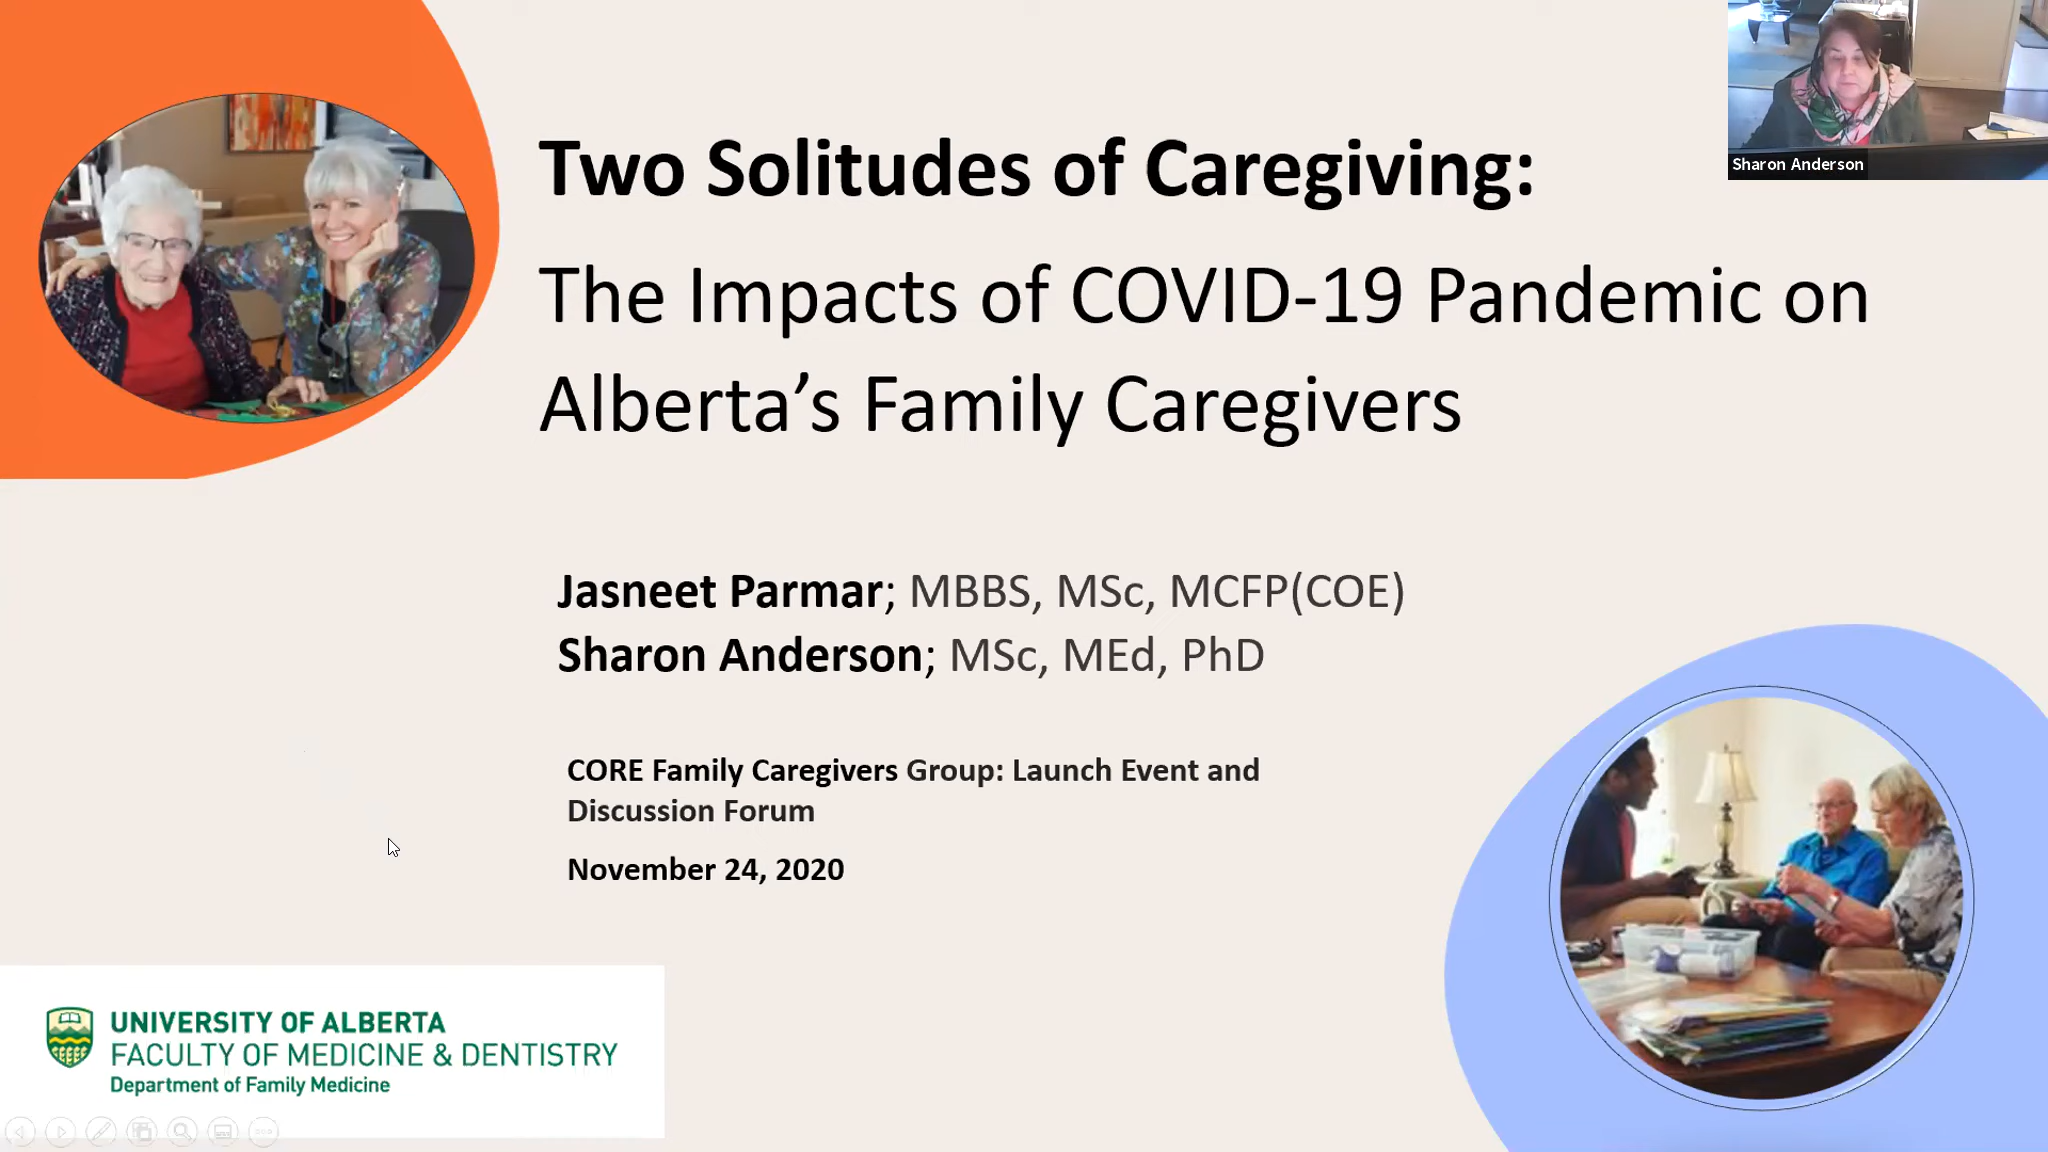 Two Solitudes of Caregiving:
The Impacts of COVID-19 Pandemic on
Alberta’s Family Caregivers
Sharon Anderson
Jasneet Parmar; MBBS, MSc, MCFP(COE)
Sharon Anderson; MSc, MEd, PhD
CORE Family Caregivers Group: Launch Event and
Discussion Forum
November 24, 2020
UNIVERSITY OF ALBERTA
FACULTY OF MEDICINE & DENTISTRY
Department of Family Medicine